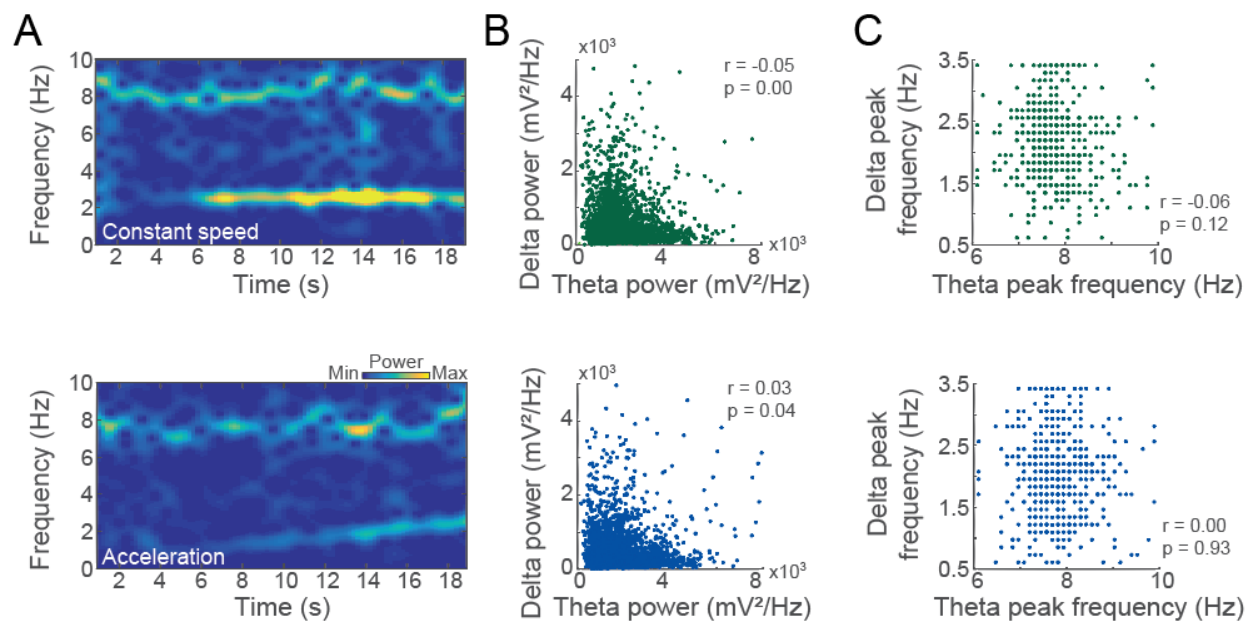 A
B
C
10
8
6
4
2
0
Frequency (Hz)
Constant speed
2 4 6 8 10 12 14 16 18
Time (s)
x10³
4
2
0
Delta power (mV²/Hz)
r = -0.05
p = 0.00
0 4 8
x10³
Theta power (mV²/Hz)
3.5
2.5
1.5
0.5
Delta peak
frequency (Hz)
r = -0.06
p = 0.12
6 8 10
Theta peak frequency (Hz)
Power
Min Max
10
8
6
4
2
0
Frequency (Hz)
Acceleration
2 4 6 8 10 12 14 16 18
Time (s)
x10³
4
2
0
Delta power (mV²/Hz)
r = 0.03
p = 0.04
0 4 8
x10³
Theta power (mV²/Hz)
3.5
2.5
1.5
0.5
Delta peak
frequency (Hz)
r = 0.00
p = 0.93
6 8 10
Theta peak frequency (Hz)